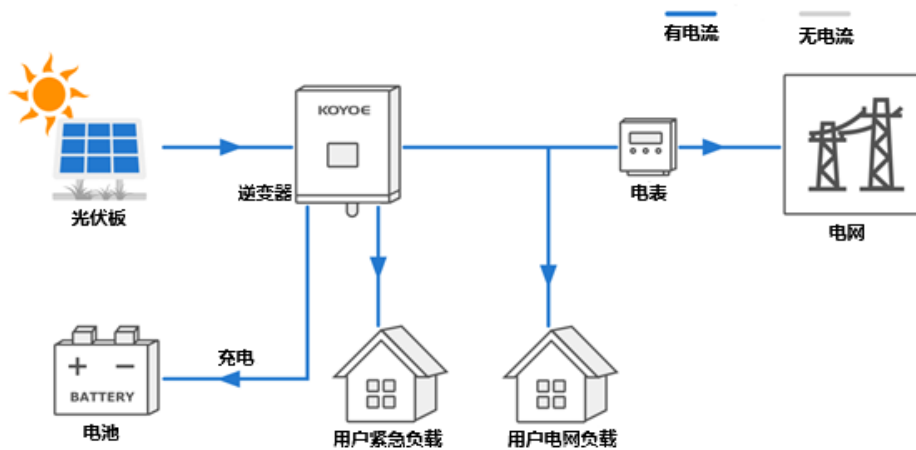 有电流
无电流
KOYOE
逆变器
电表
光伏板
电网
充电
+ −
BATTERY
电池
用户紧急负载
用户电网负载